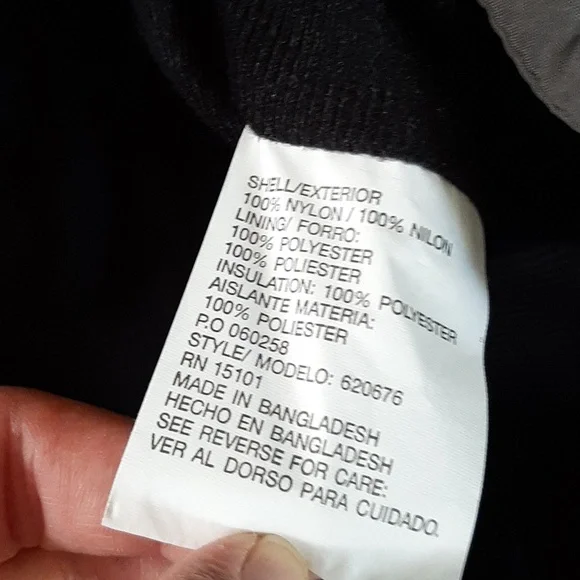 SHELL/EXTERIOR
100% NYLON / 100% NILON
LINING/ FORRO:
100% POLYESTER
100% POLIESTER
INSULATION: 100% POLYESTER
AISLANTE MATERIA:
100% POLIESTER
P.O 060258
STYLE/ MODELO: 620676
RN 15101
MADE IN BANGLADESH
HECHO EN BANGLADESH
SEE REVERSE FOR CARE:
VER AL DORSO PARA CUIDADO.